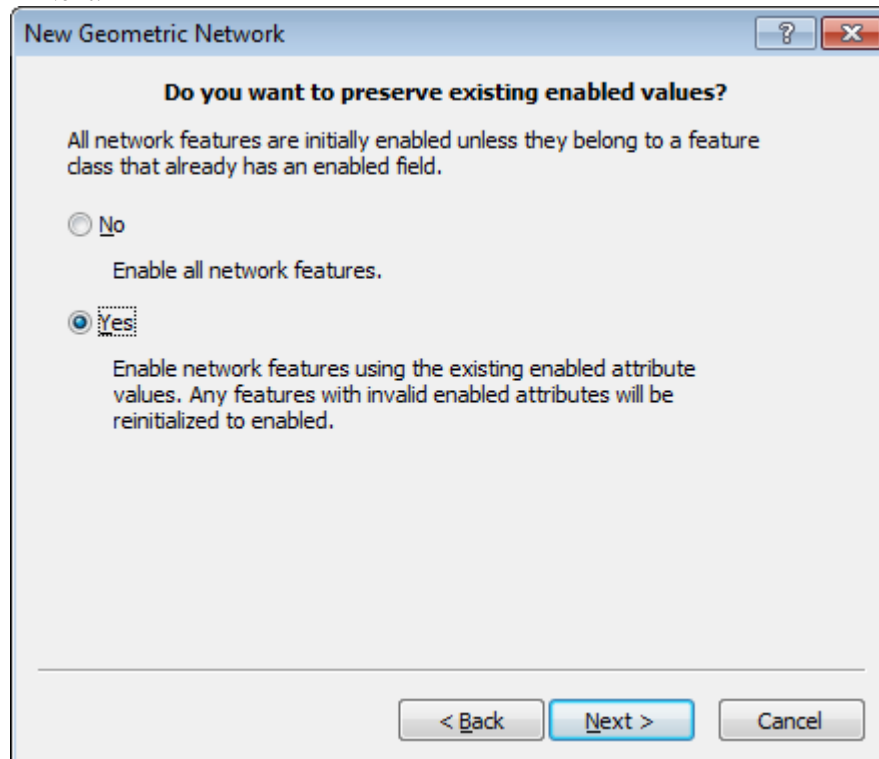 New Geometric Network
Do you want to preserve existing enabled values?
All network features are initially enabled unless they belong to a feature
class that already has an enabled field.
No
Enable all network features.
Yes
Enable network features using the existing enabled attribute
values. Any features with invalid enabled attributes will be
reinitialized to enabled.
< Back
Next >
Cancel